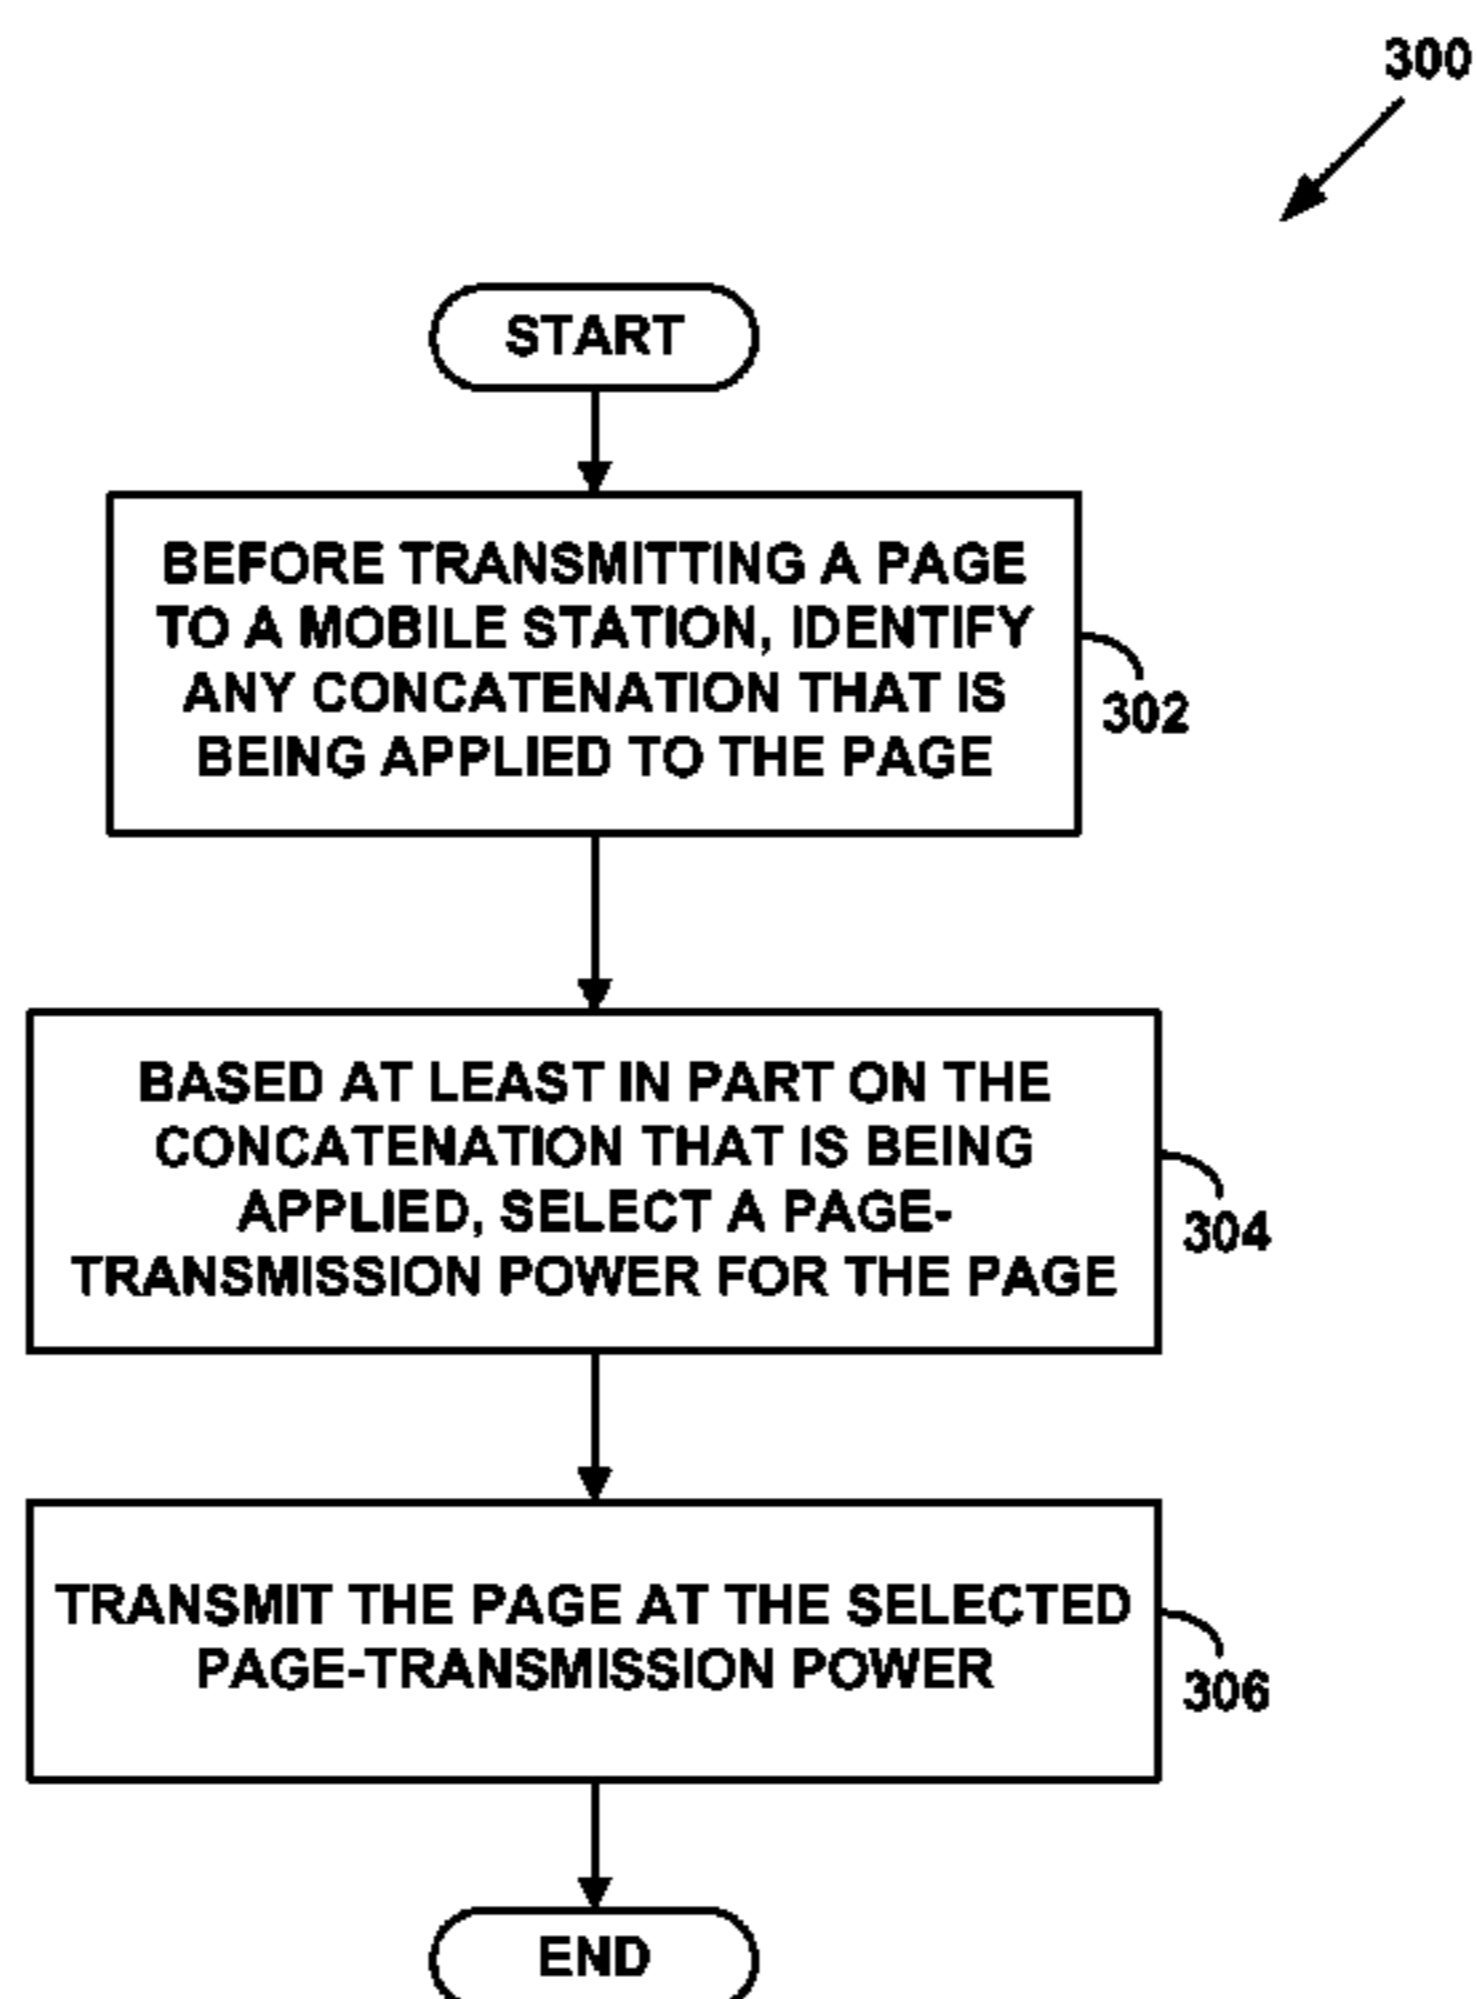 300
START
BEFORE TRANSMITTING A PAGE
TO A MOBILE STATION, IDENTIFY
ANY CONCATENATION THAT IS
BEING APPLIED TO THE PAGE
302
BASED AT LEAST IN PART ON THE
CONCATENATION THAT IS BEING
APPLIED, SELECT A PAGE-
TRANSMISSION POWER FOR THE PAGE
304
TRANSMIT THE PAGE AT THE SELECTED
PAGE-TRANSMISSION POWER
306
END